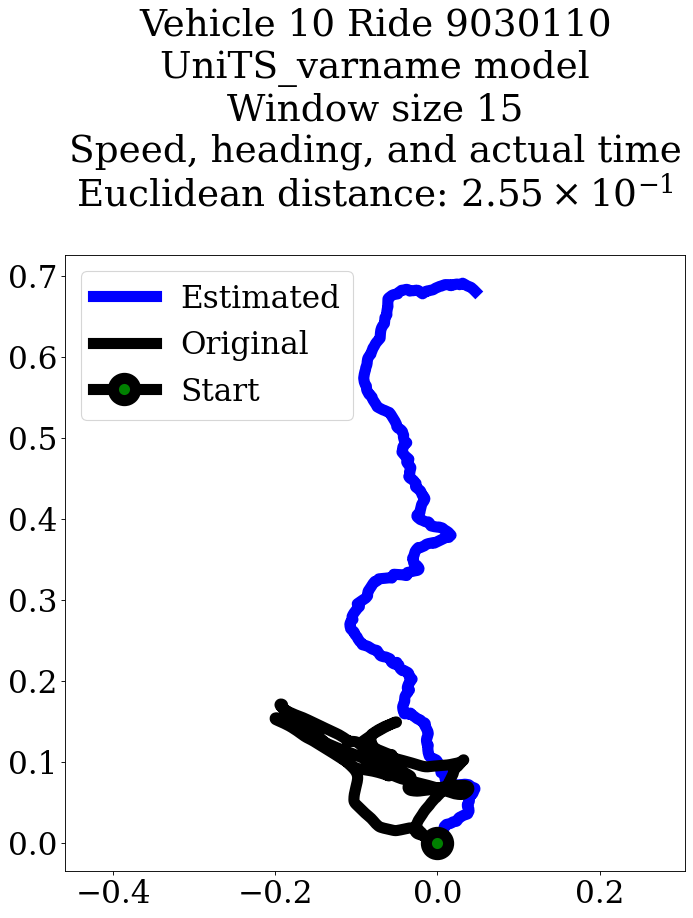 Vehicle 10 Ride 9030110
UniTS_varname model
Window size 15
Speed, heading, and actual time
Euclidean distance: 2.55 × 10⁻¹
Estimated
Original
Start
0.7
0.6
0.5
0.4
0.3
0.2
0.1
0.0
−0.4 −0.2 0.0 0.2